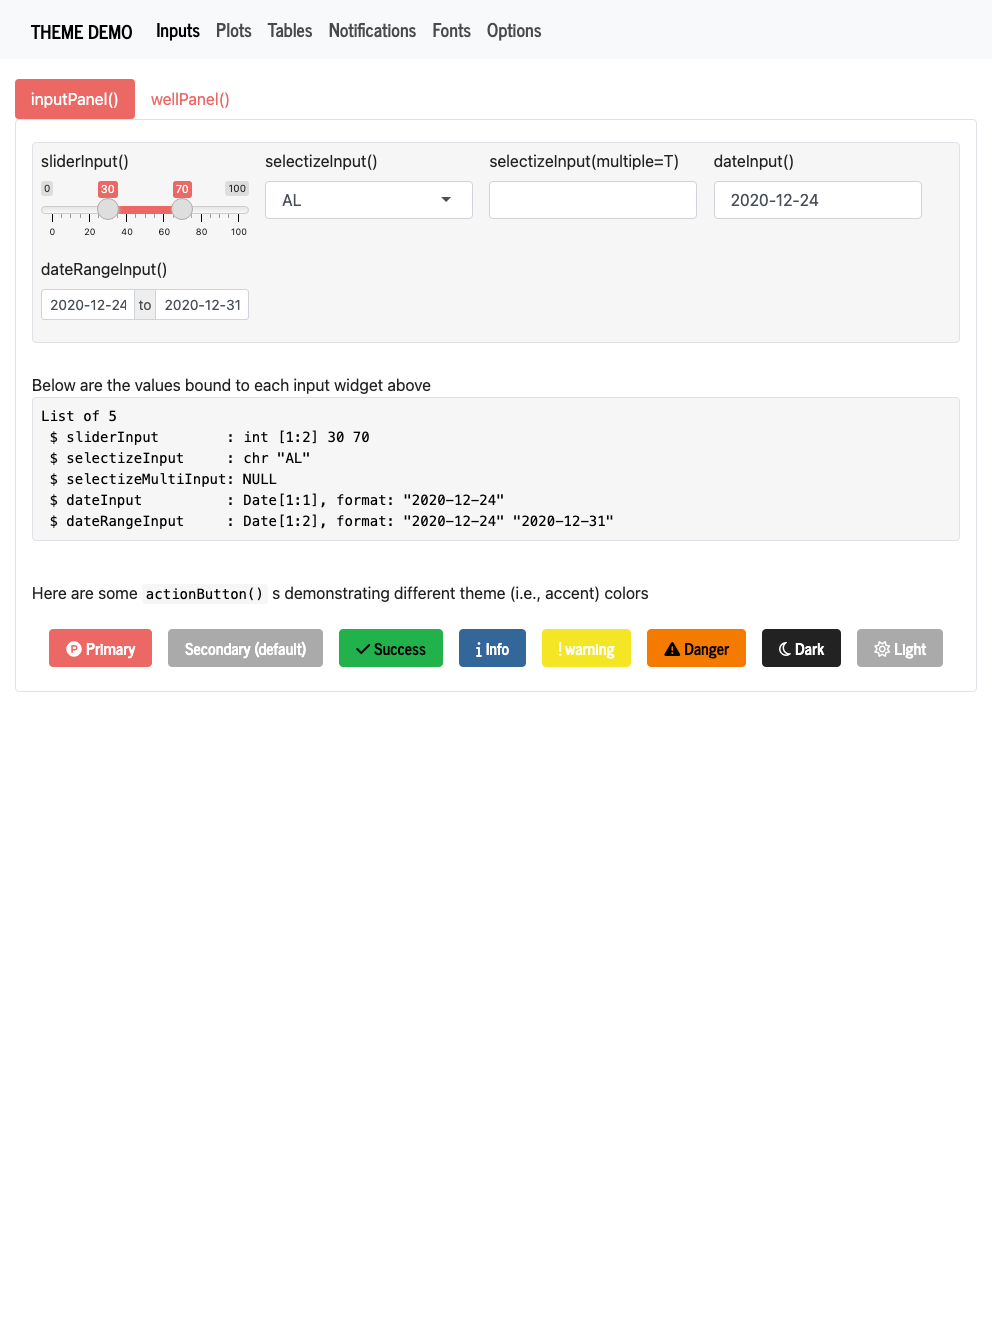 THEME DEMO Inputs Plots Tables Notifications Fonts Options
inputPanel() wellPanel()
sliderInput() selectizeInput() selectizeInput(multiple=T) dateInput()
0 30 70 100
AL 2020-12-24
0 20 40 60 80 100
dateRangeInput()
2020-12-24 to 2020-12-31
Below are the values bound to each input widget above
List of 5
 $ sliderInput        : int [1:2] 30 70
 $ selectizeInput     : chr "AL"
 $ selectizeMultiInput: NULL
 $ dateInput          : Date[1:1], format: "2020-12-24"
 $ dateRangeInput     : Date[1:2], format: "2020-12-24" "2020-12-31"
Here are some actionButton() s demonstrating different theme (i.e., accent) colors
Primary Secondary (default) Success Info warning Danger Dark Light